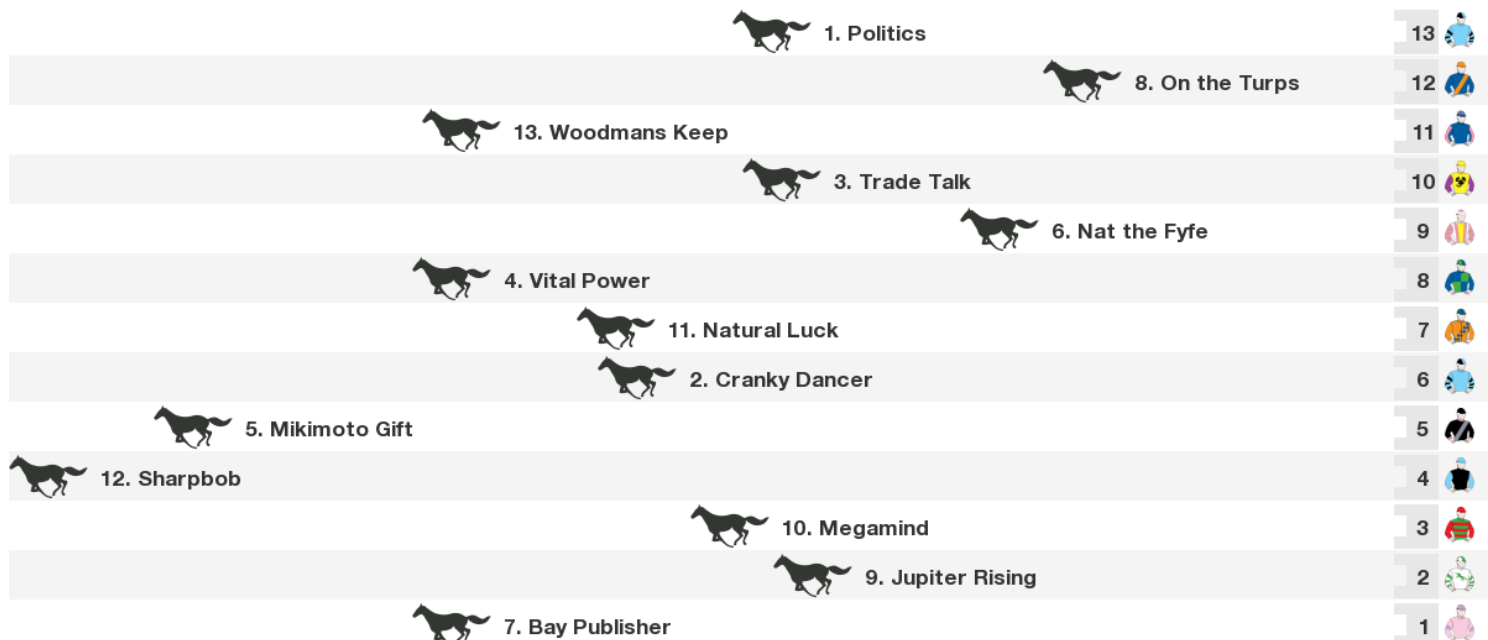 1. Politics 13
8. On the Turps 12
13. Woodmans Keep 11
3. Trade Talk 10
6. Nat the Fyfe 9
4. Vital Power 8
11. Natural Luck 7
2. Cranky Dancer 6
5. Mikimoto Gift 5
12. Sharpbob 4
10. Megamind 3
9. Jupiter Rising 2
7. Bay Publisher 1